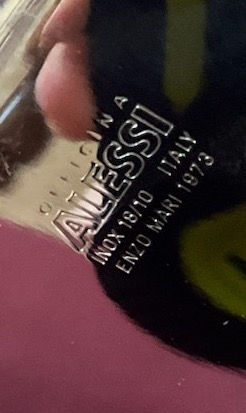 OFFICINA
ALESSI
INOX 18/10 ITALY
ENZO MARI 1973